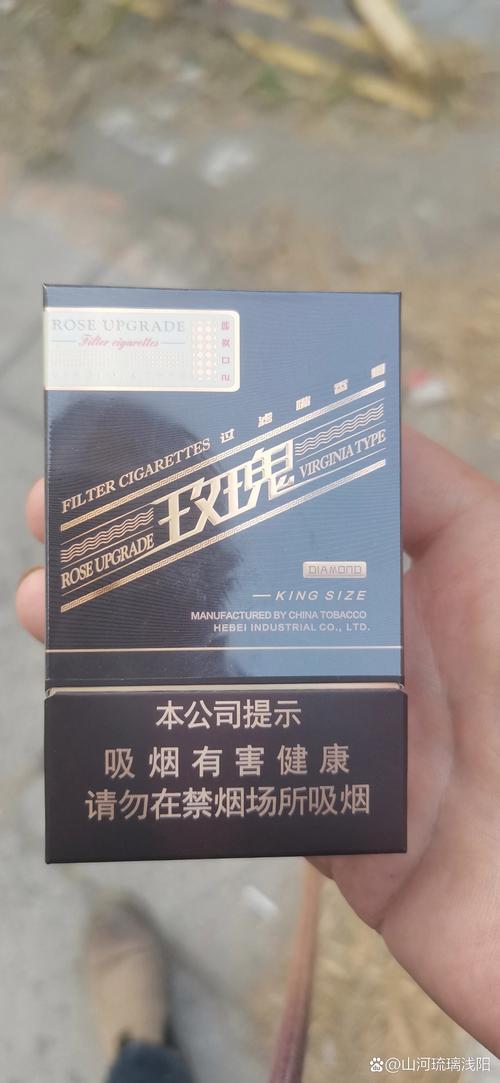 ROSE UPGRADE
Filter cigarettes
FILTER CIGARETTES 过滤嘴香烟
玫瑰
VIRGINIA TYPE
ROSE UPGRADE
DIAMOND
KING SIZE
MANUFACTURED BY CHINA TOBACCO
HEBEI INDUSTRIAL CO., LTD.
本公司提示
吸烟有害健康
请勿在禁烟场所吸烟
@山河琉璃浅阳